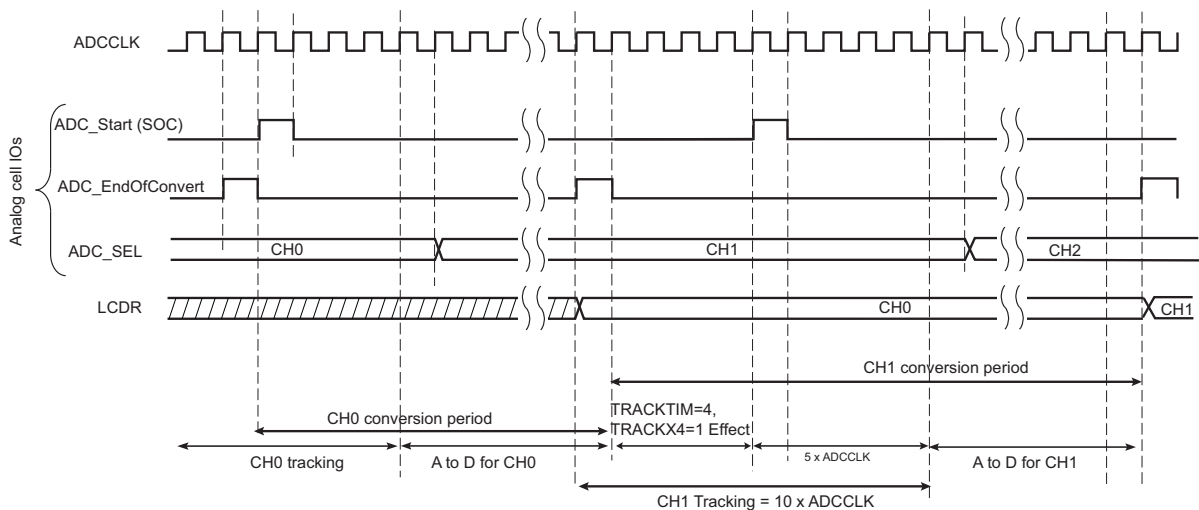 ADCCLK
Analog cell IOs
ADC_Start (SOC)
ADC_EndOfConvert
ADC_SEL
CH0
CH1
CH2
LCDR
CH0
CH1
CH1 conversion period
CH0 conversion period
TRACKTIM=4,
TRACKX4=1 Effect
CH0 tracking
A to D for CH0
5 x ADCCLK
A to D for CH1
CH1 Tracking = 10 x ADCCLK